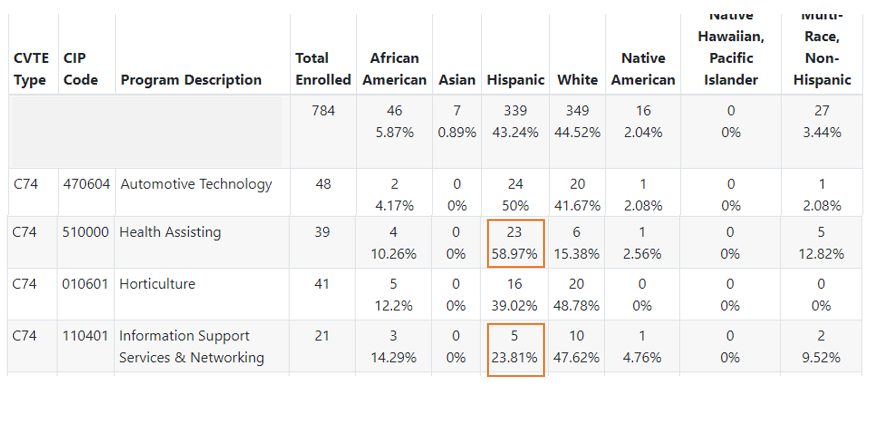 CVTE Type | CIP Code | Program Description | Total Enrolled | African American | Asian | Hispanic | White | Native American | Native Hawaiian, Pacific Islander | Multi-Race, Non-Hispanic
784 | 46 | 7 | 339 | 349 | 16 | 0 | 27
5.87% | 0.89% | 43.24% | 44.52% | 2.04% | 0% | 3.44%
C74 | 470604 | Automotive Technology | 48 | 2 | 0 | 24 | 20 | 1 | 0 | 1
4.17% | 0% | 50% | 41.67% | 2.08% | 0% | 2.08%
C74 | 510000 | Health Assisting | 39 | 4 | 0 | 23 | 6 | 1 | 0 | 5
10.26% | 0% | 58.97% | 15.38% | 2.56% | 0% | 12.82%
C74 | 010601 | Horticulture | 41 | 5 | 0 | 16 | 20 | 0 | 0 | 0
12.2% | 0% | 39.02% | 48.78% | 0% | 0% | 0%
C74 | 110401 | Information Support | 21 | 3 | 0 | 5 | 10 | 1 | 0 | 2
Services & Networking | 14.29% | 0% | 23.81% | 47.62% | 4.76% | 0% | 9.52%